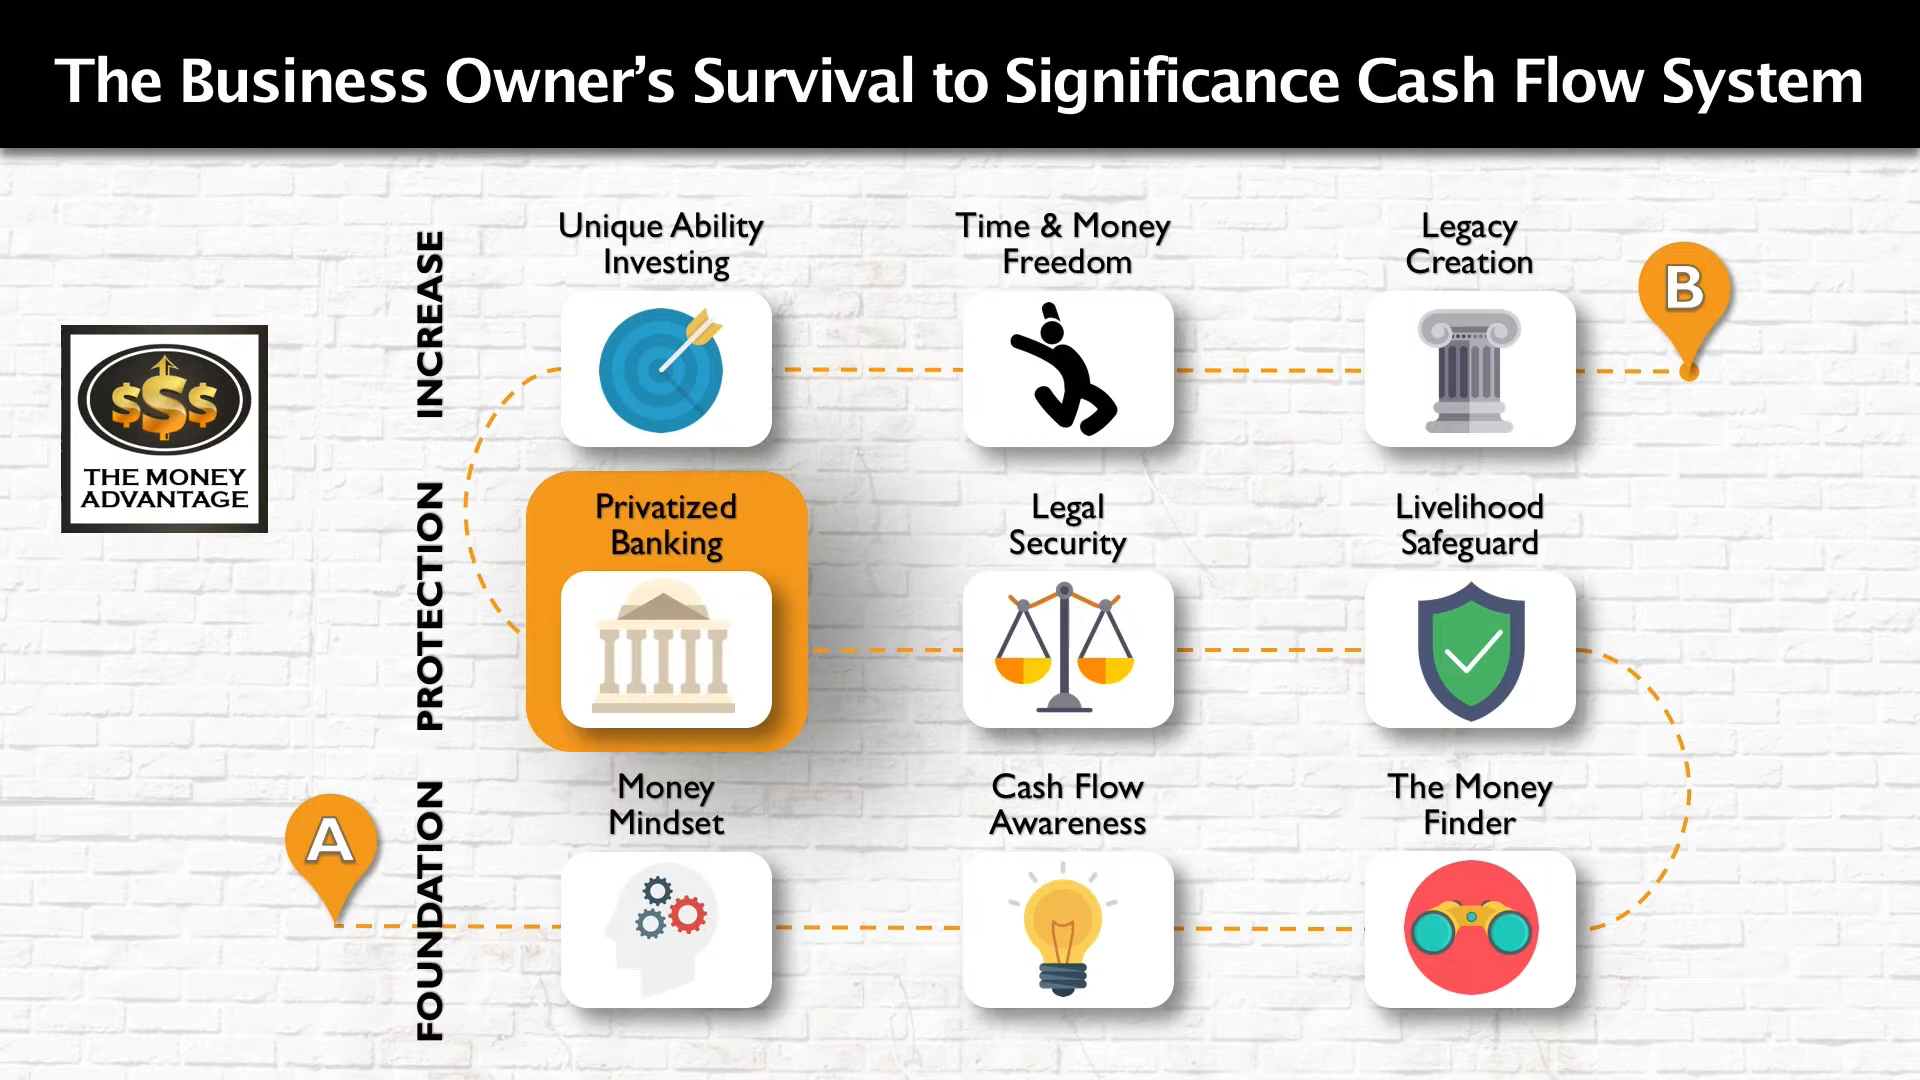 The Business Owner’s Survival to Significance Cash Flow System
INCREASE
Unique Ability
Investing
Time & Money
Freedom
Legacy
Creation
B
$$$
THE MONEY
ADVANTAGE
PROTECTION
Privatized
Banking
Legal
Security
Livelihood
Safeguard
A
FOUNDATION
Money
Mindset
Cash Flow
Awareness
The Money
Finder